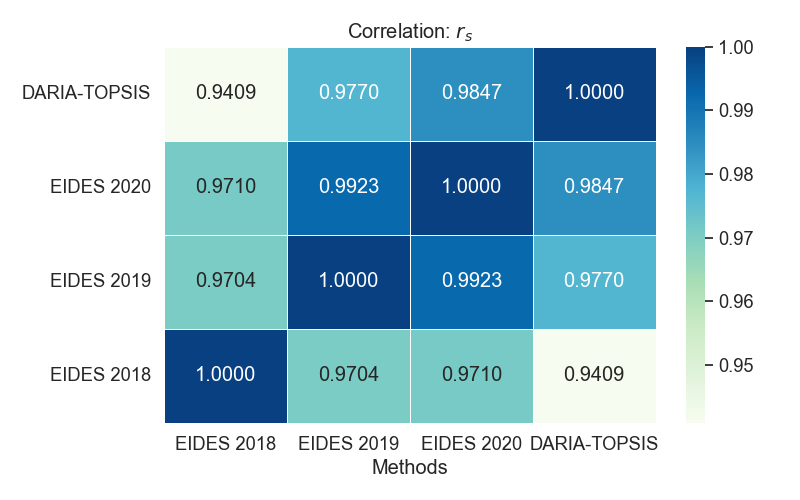 Correlation: r_s
DARIA-TOPSIS 0.9409 0.9770 0.9847 1.0000
EIDES 2020 0.9710 0.9923 1.0000 0.9847
EIDES 2019 0.9704 1.0000 0.9923 0.9770
EIDES 2018 1.0000 0.9704 0.9710 0.9409
EIDES 2018 EIDES 2019 EIDES 2020 DARIA-TOPSIS
Methods
1.00
0.99
0.98
0.97
0.96
0.95